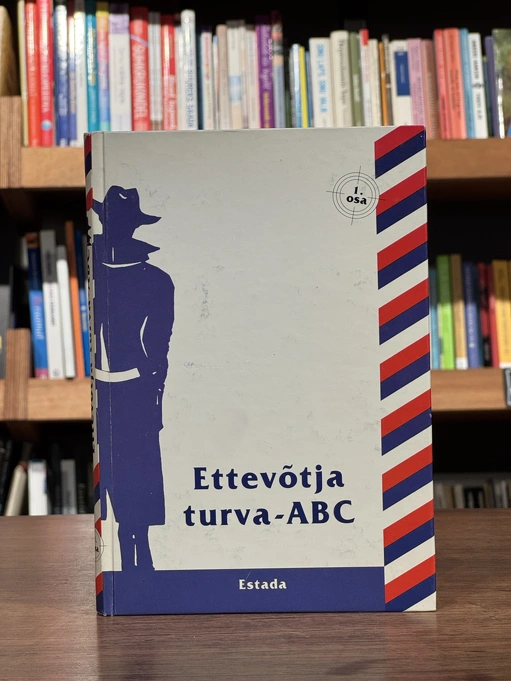 1.
osa
Ettevõtja
turva-ABC
Estada